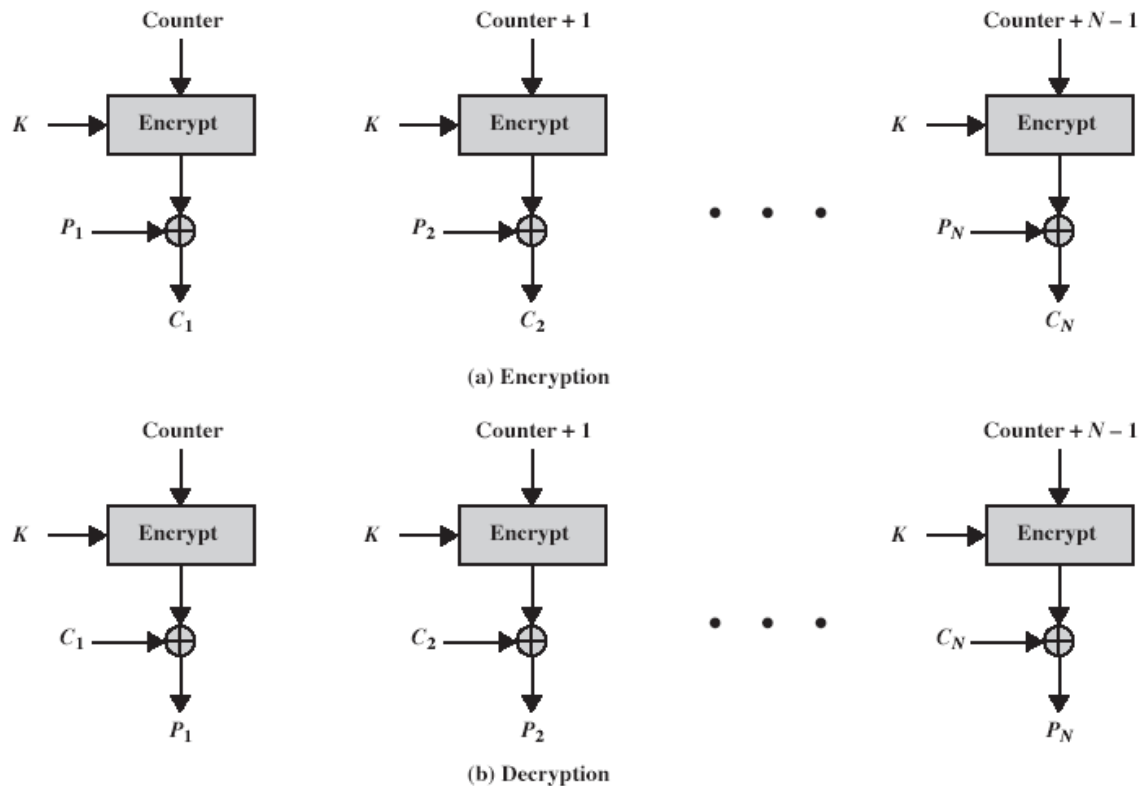 Counter Counter + 1 Counter + N – 1
K Encrypt K Encrypt K Encrypt
P1 P2 PN
C1 C2 CN
(a) Encryption
Counter Counter + 1 Counter + N – 1
K Encrypt K Encrypt K Encrypt
C1 C2 CN
P1 P2 PN
(b) Decryption